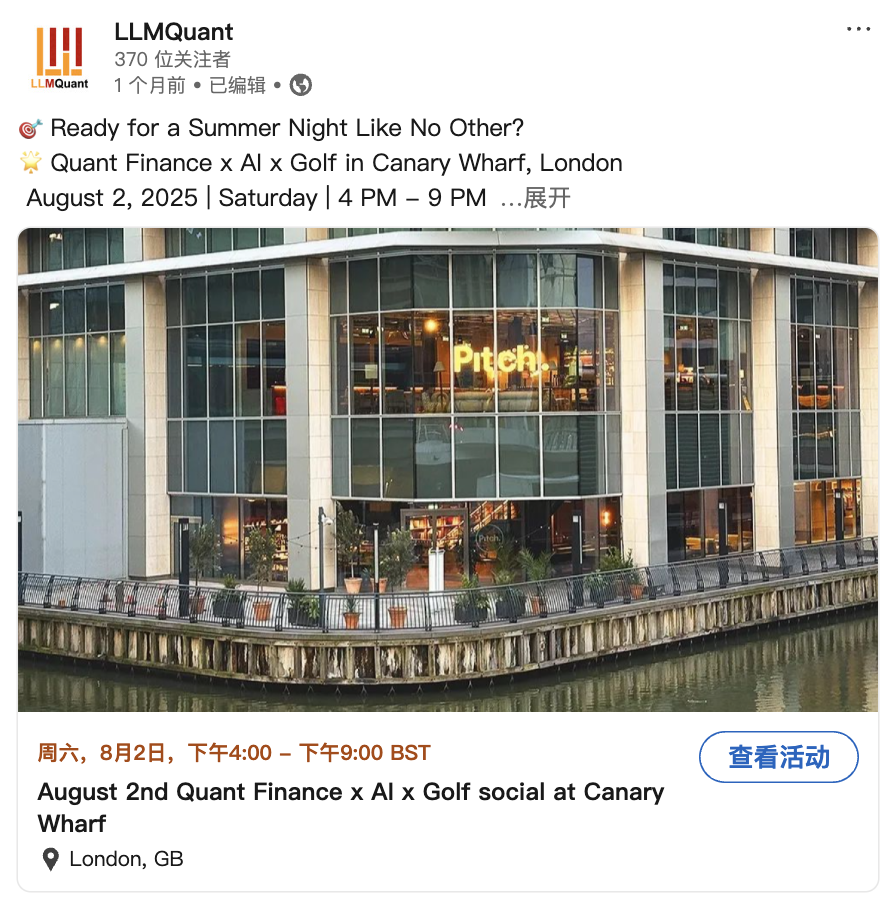 LLMQuant
LLMQuant
370 位关注者
1 个月前 • 已编辑 •
🎯 Ready for a Summer Night Like No Other?
🌟 Quant Finance x AI x Golf in Canary Wharf, London
August 2, 2025 | Saturday | 4 PM – 9 PM …展开
Pitch.
Pitch.
周六，8月2日，下午4:00 – 下午9:00 BST
查看活动
August 2nd Quant Finance x AI x Golf social at Canary
Wharf
London, GB